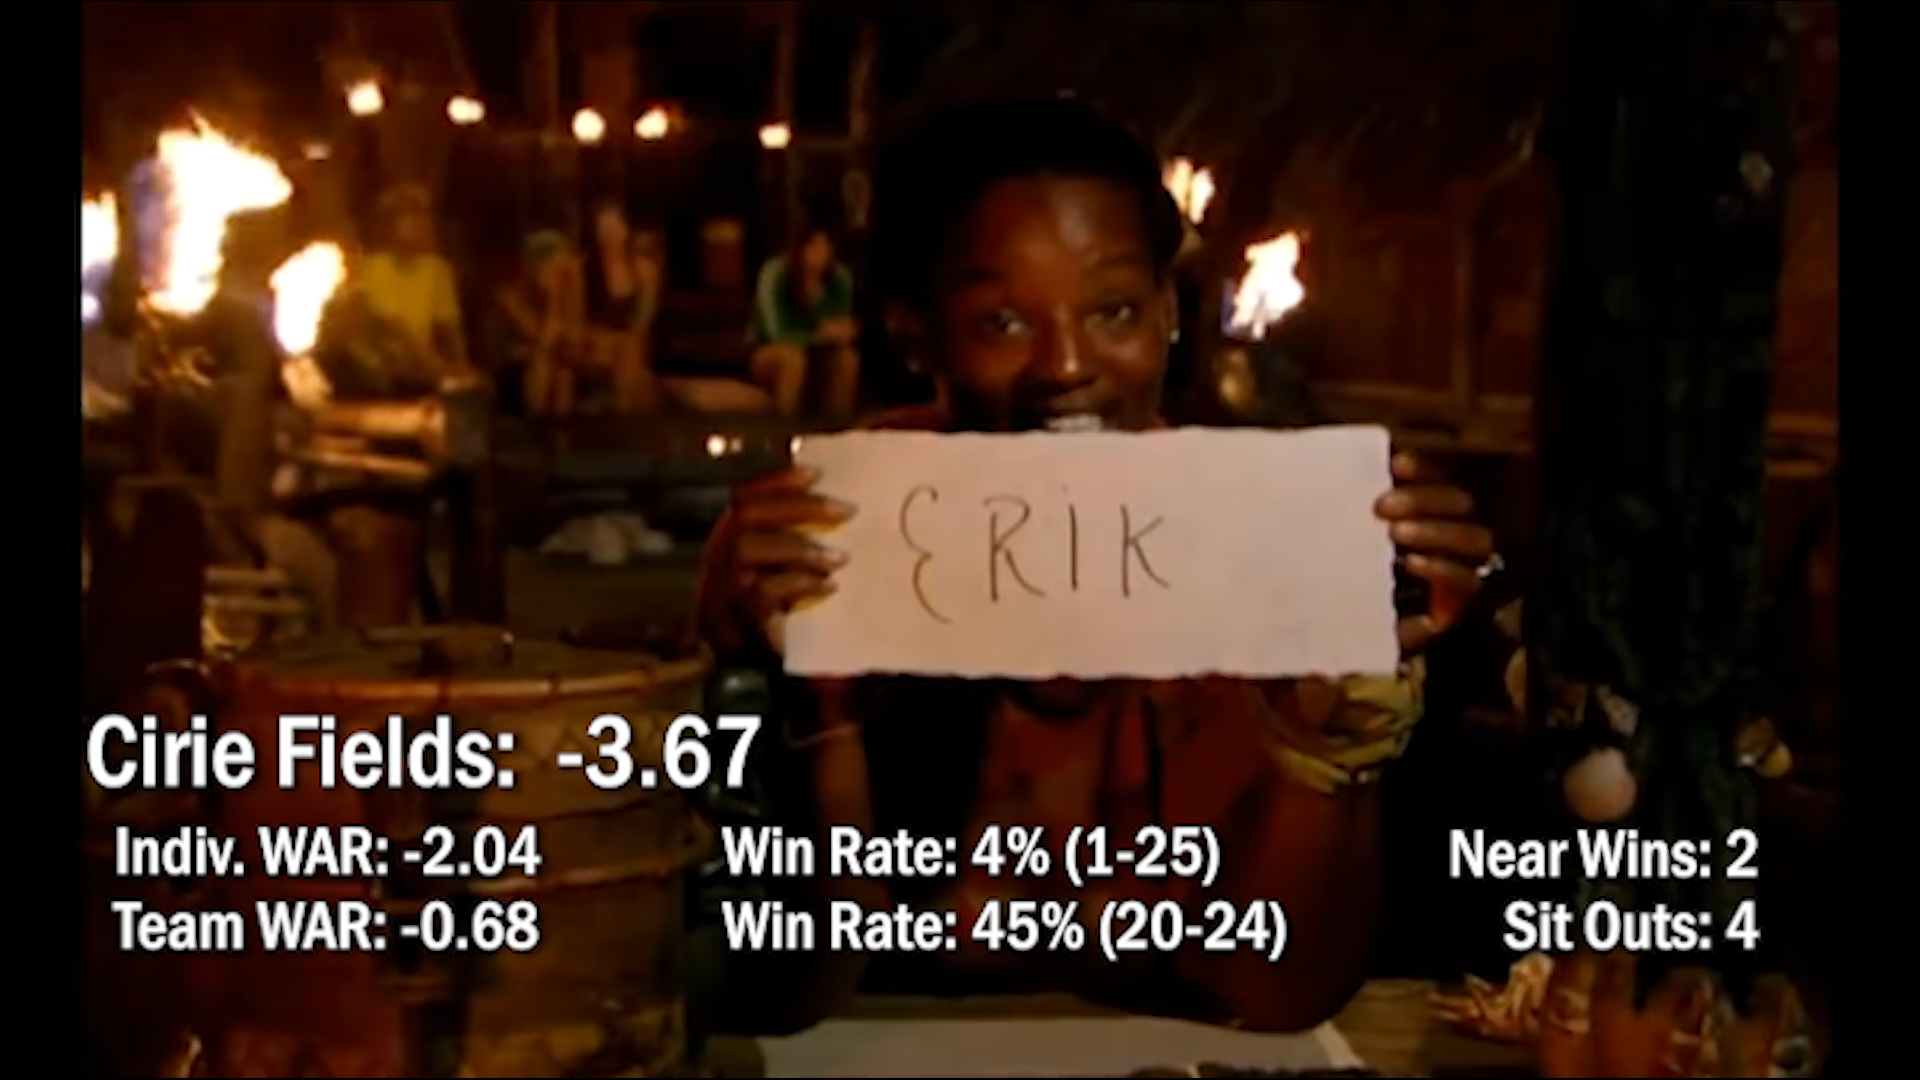 ERIK
Cirie Fields: -3.67
Indiv. WAR: -2.04 Win Rate: 4% (1-25) Near Wins: 2
Team WAR: -0.68 Win Rate: 45% (20-24) Sit Outs: 4